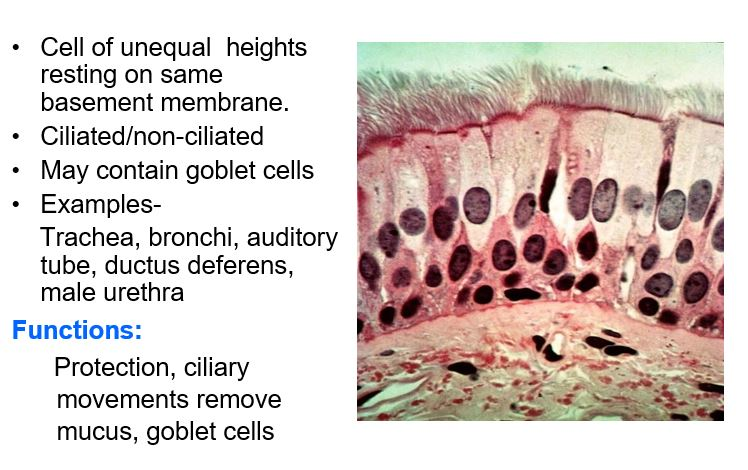 • Cell of unequal heights
resting on same
basement membrane.
• Ciliated/non-ciliated
• May contain goblet cells
• Examples-
Trachea, bronchi, auditory
tube, ductus deferens,
male urethra
Functions:
Protection, ciliary
movements remove
mucus, goblet cells